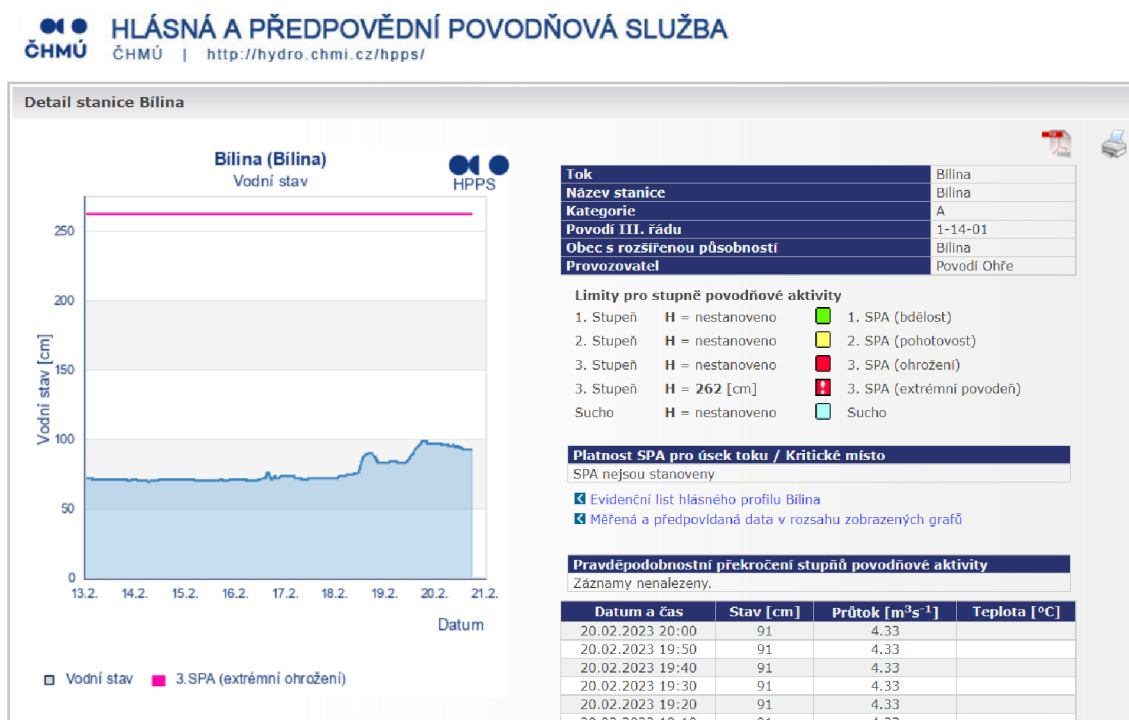 HLÁSNÁ A PŘEDPOVĚDNÍ POVODŇOVÁ SLUŽBA
ČHMÚ
ČHMÚ | http://hydro.chmi.cz/hpps/
Detail stanice Bílina
Bílina (Bílina)
Vodní stav
HPPS
250
200
150
100
50
0
Vodní stav [cm]
13.2. 14.2. 15.2. 16.2. 17.2. 18.2. 19.2. 20.2. 21.2.
Datum
Vodní stav 3.SPA (extrémní ohrožení)
Tok Bílina
Název stanice Bílina
Kategorie A
Povodí III. řádu 1-14-01
Obec s rozšířenou působností Bílina
Provozovatel Povodí Ohře
Limity pro stupně povodňové aktivity
1. Stupeň H = nestanoveno 1. SPA (bdělost)
2. Stupeň H = nestanoveno 2. SPA (pohotovost)
3. Stupeň H = nestanoveno 3. SPA (ohrožení)
3. Stupeň H = 262 [cm] ! 3. SPA (extrémní povodeň)
Sucho H = nestanoveno Sucho
Platnost SPA pro úsek toku / Kritické místo
SPA nejsou stanoveny
Evidenční list hlásného profilu Bílina
Měřená a předpovídaná data v rozsahu zobrazených grafů
Pravděpodobnostní překročení stupňů povodňové aktivity
Záznamy nenalezeny.
Datum a čas Stav [cm] Průtok [m³s⁻¹] Teplota [°C]
20.02.2023 20:00 91 4.33
20.02.2023 19:50 91 4.33
20.02.2023 19:40 91 4.33
20.02.2023 19:30 91 4.33
20.02.2023 19:20 91 4.33